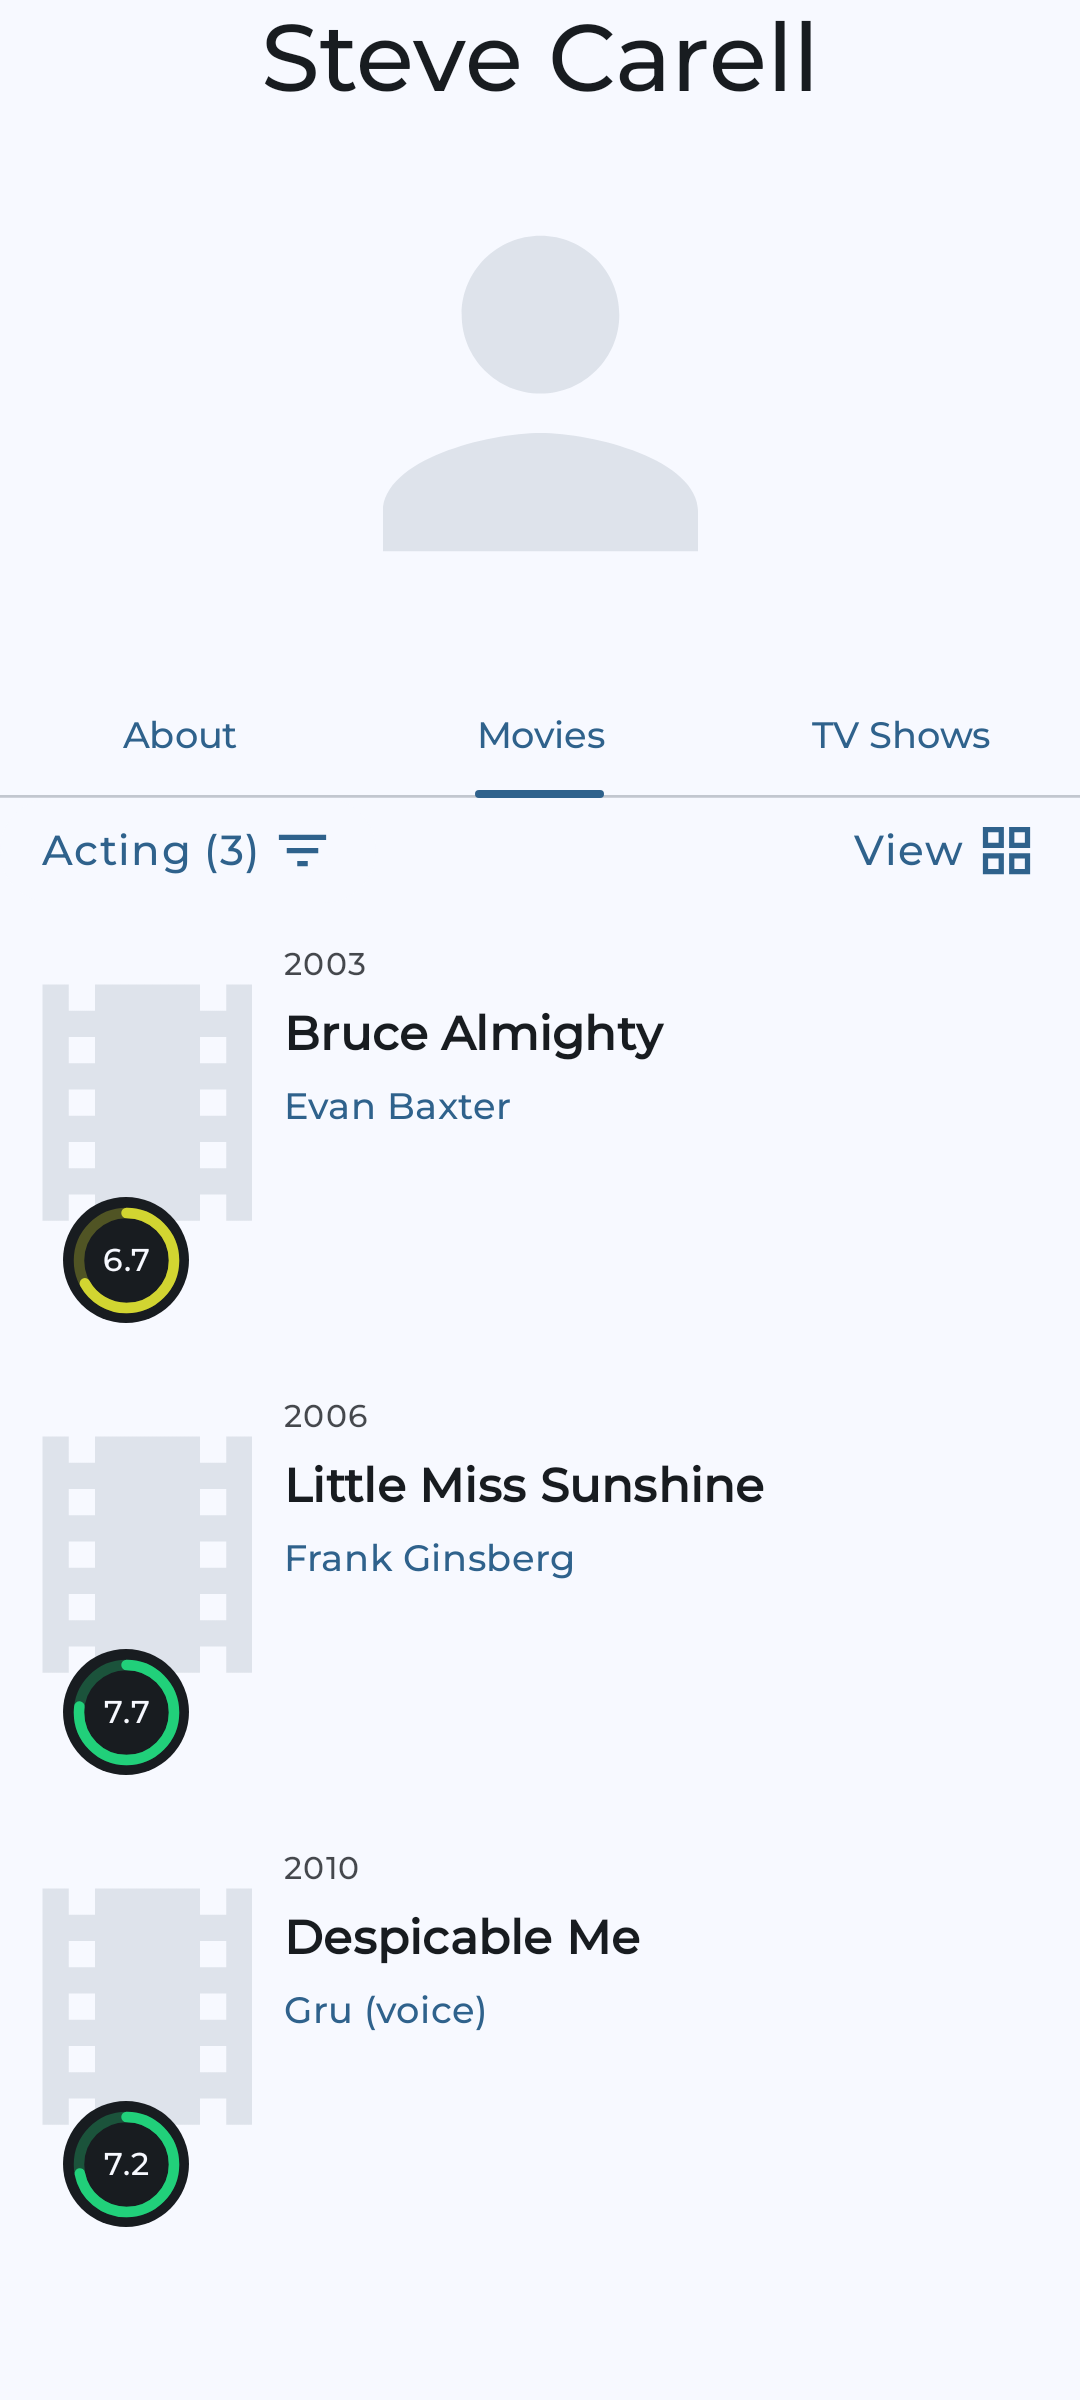 Steve Carell
About
Movies
TV Shows
Acting (3)
View
2003
Bruce Almighty
Evan Baxter
6.7
2006
Little Miss Sunshine
Frank Ginsberg
7.7
2010
Despicable Me
Gru (voice)
7.2